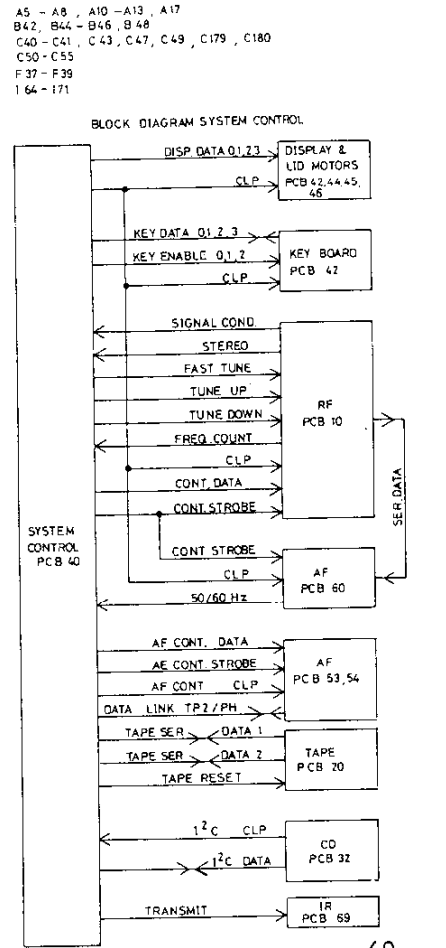 A5 - A8 , A10 - A13 , A17
B42, B44 - B46 , B48
C40 - C41 , C43 , C47, C49 , C179 , C180
C50 - C55
F37 - F39
I64 - I71
BLOCK DIAGRAM SYSTEM CONTROL
DISP. DATA 0,1,2,3
CLP
DISPLAY &
LID MOTORS
PCB 42,44,45,
46
KEY DATA 0,1,2,3
KEY ENABLE 0,1,2
CLP
KEY BOARD
PCB 42
SIGNAL COND.
STEREO
FAST TUNE
TUNE UP
TUNE DOWN
FREQ. COUNT
CLP
CONT. DATA
CONT. STROBE
RF
PCB 10
SER. DATA
SYSTEM
CONTROL
PCB 40
CONT STROBE
CLP
50/60 Hz
AF
PCB 60
AF CONT. DATA
AF CONT. STROBE
AF CONT CLP
DATA LINK TP2/PH
AF
PCB 53,54
TAPE SER DATA 1
TAPE SER DATA 2
TAPE RESET
TAPE
PCB 20
I²C CLP
I²C DATA
CD
PCB 32
TRANSMIT
IR
PCB 69